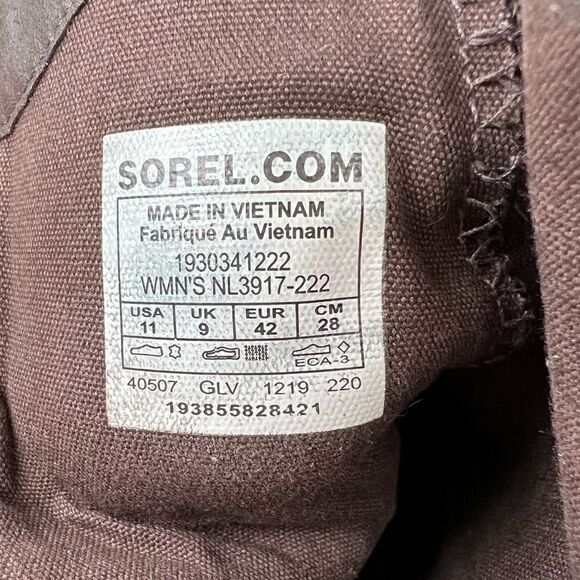 SOREL.COM
MADE IN VIETNAM
Fabriqué Au Vietnam
1930341222
WMN'S NL3917-222
USA UK EUR CM
11 9 42 28
ECA-3
40507 GLV 1219 220
193855828421